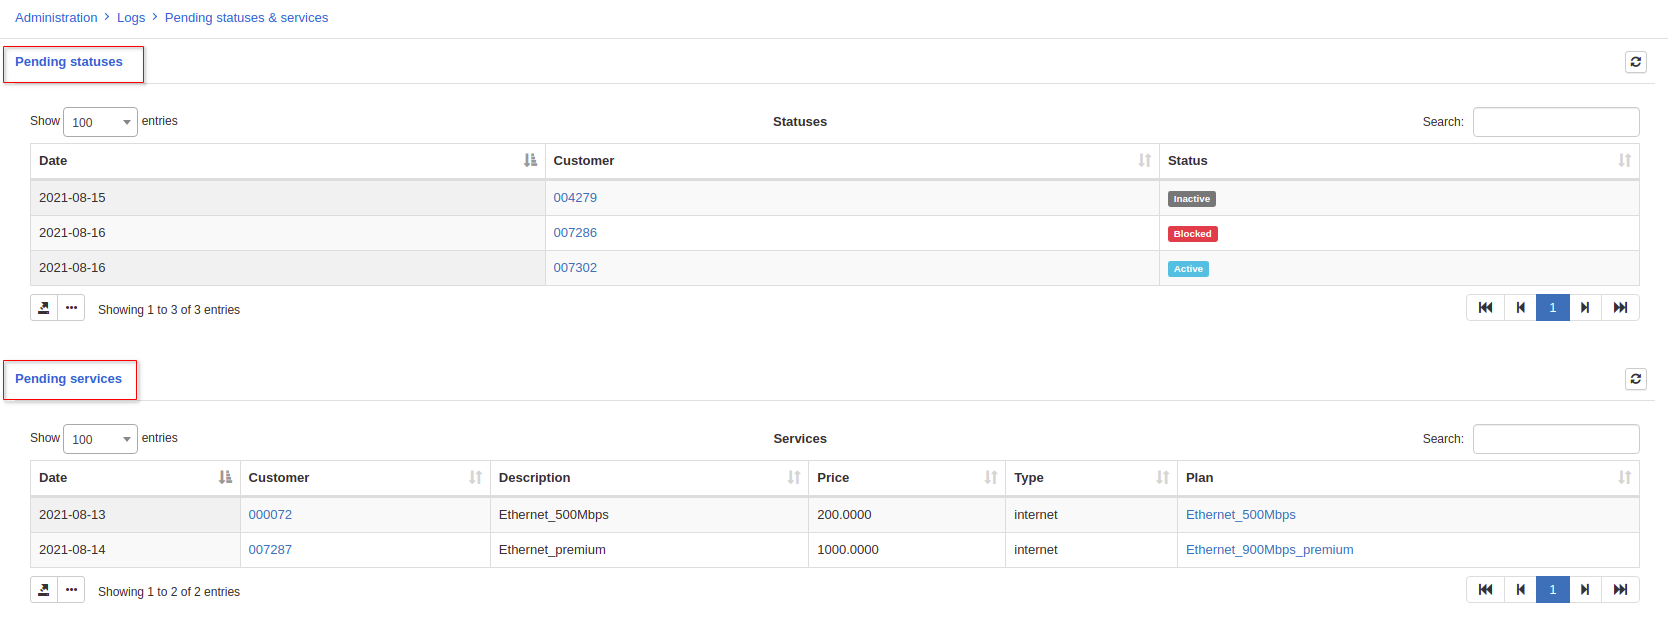 Administration > Logs > Pending statuses & services
Pending statuses
Show 100 entries Statuses Search:
Date Customer Status
2021-08-15 004279 Inactive
2021-08-16 007286 Blocked
2021-08-16 007302 Active
Showing 1 to 3 of 3 entries 1
Pending services
Show 100 entries Services Search:
Date Customer Description Price Type Plan
2021-08-13 000072 Ethernet_500Mbps 200.0000 internet Ethernet_500Mbps
2021-08-14 007287 Ethernet_premium 1000.0000 internet Ethernet_900Mbps_premium
Showing 1 to 2 of 2 entries 1